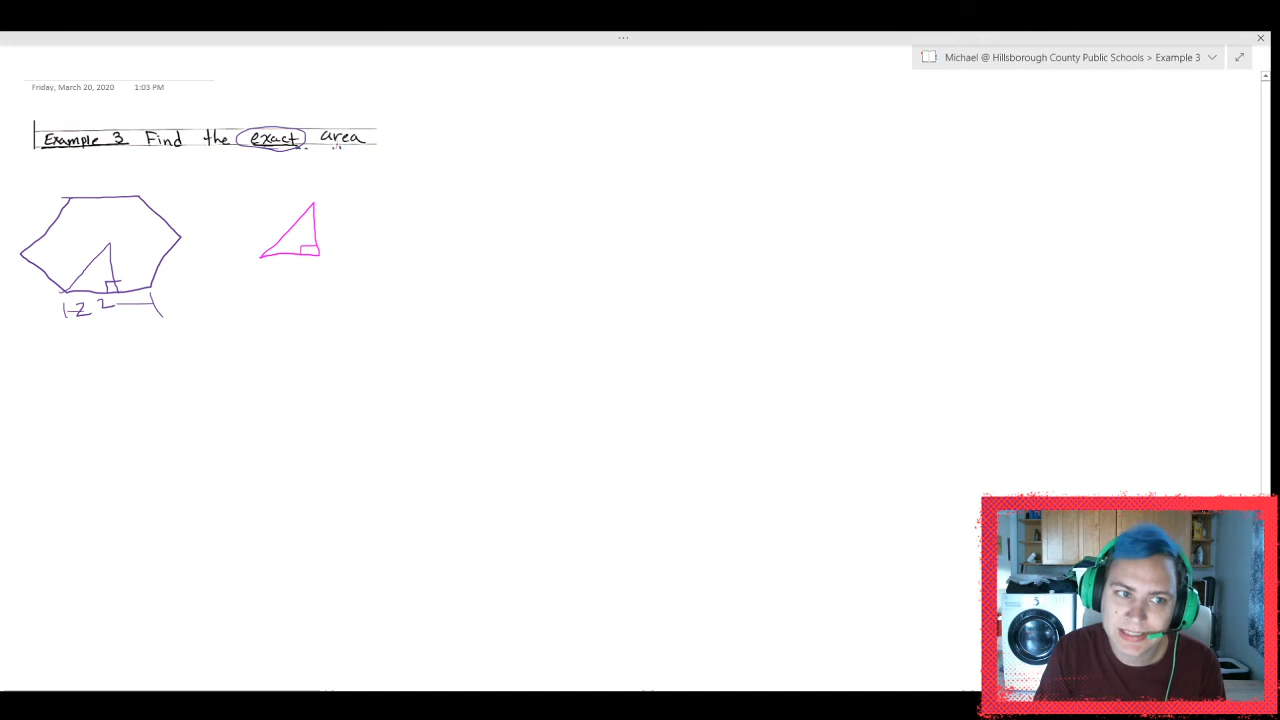 Michael @ Hillsborough County Public Schools > Example 3
Friday, March 20, 2020 1:03 PM
Example 3 Find the exact area